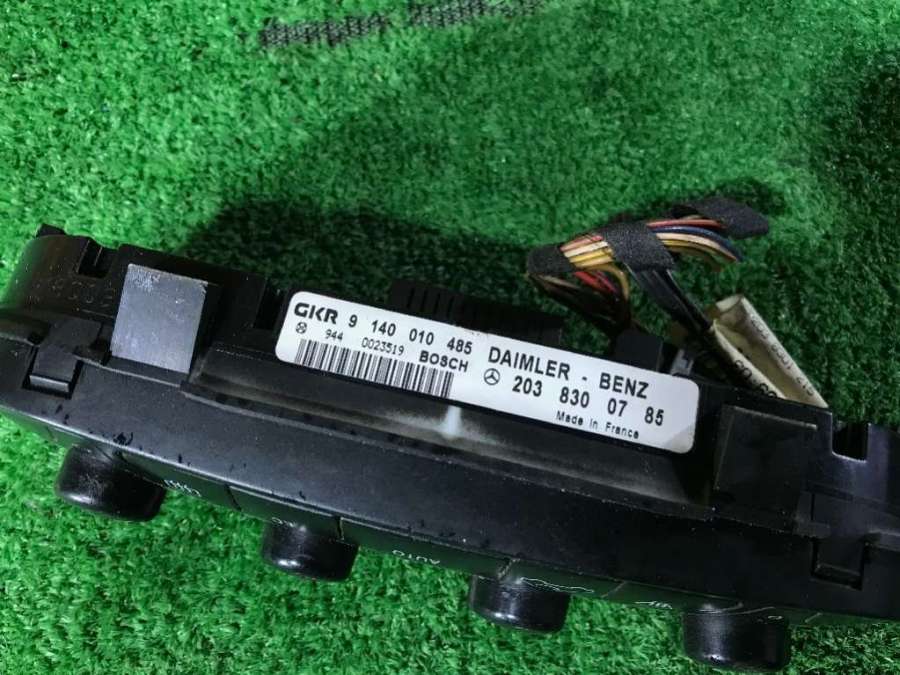 GKR 9 140 010 485 DAIMLER - BENZ
944 0023519 BOSCH 203 830 07 85
Made in France
AUTO